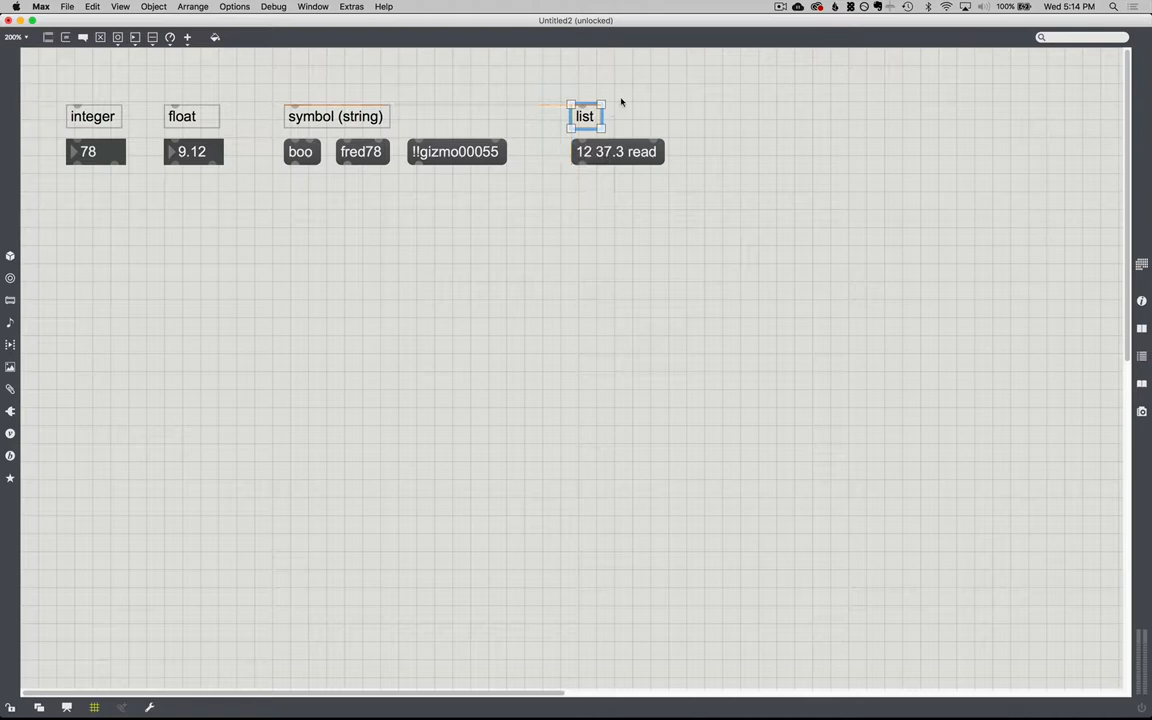 Max File Edit View Object Arrange Options Debug Window Extras Help
100% Wed 5:14 PM
Untitled2 (unlocked)
200%
integer float symbol (string) list
78 9.12 boo fred78 !!gizmo00055 12 37.3 read